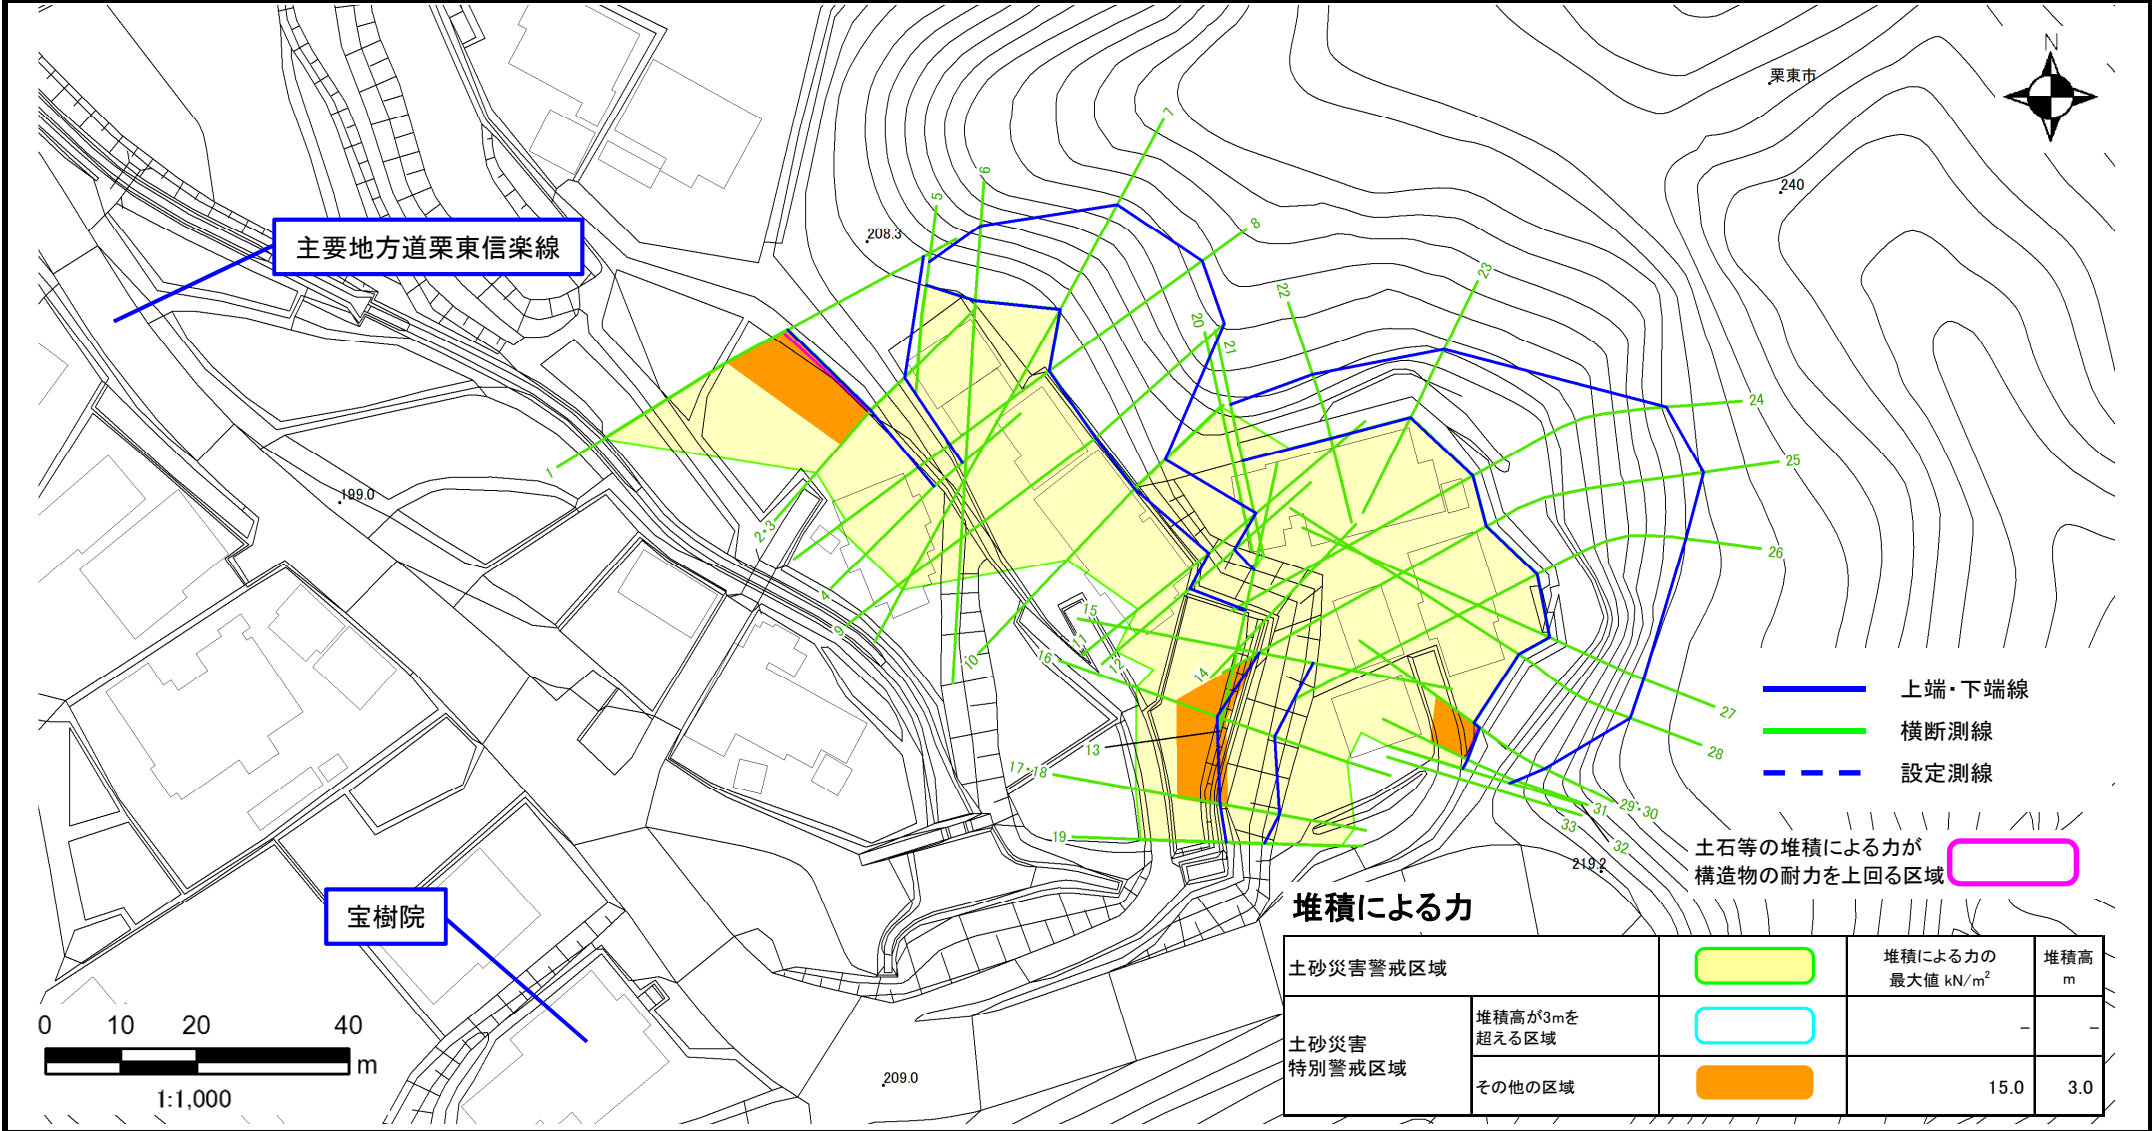 N
栗東市
240
208.3
主要地方道栗東信楽線
199.0
1
2・3
4
5
6
7
8
9
10
11
12
13
14
15
16
17・18
19
20
21
22
23
24
25
26
27
28
29・30
31
32
33
219.2
209.0
宝樹院
上端・下端線
横断測線
設定測線
土石等の堆積による力が
構造物の耐力を上回る区域
堆積による力
土砂災害警戒区域
堆積による力の
最大値 kN/m²
堆積高
m
土砂災害
特別警戒区域
堆積高が3mを
超える区域
－ －
その他の区域
15.0 3.0
0 10 20 40
m
1:1,000